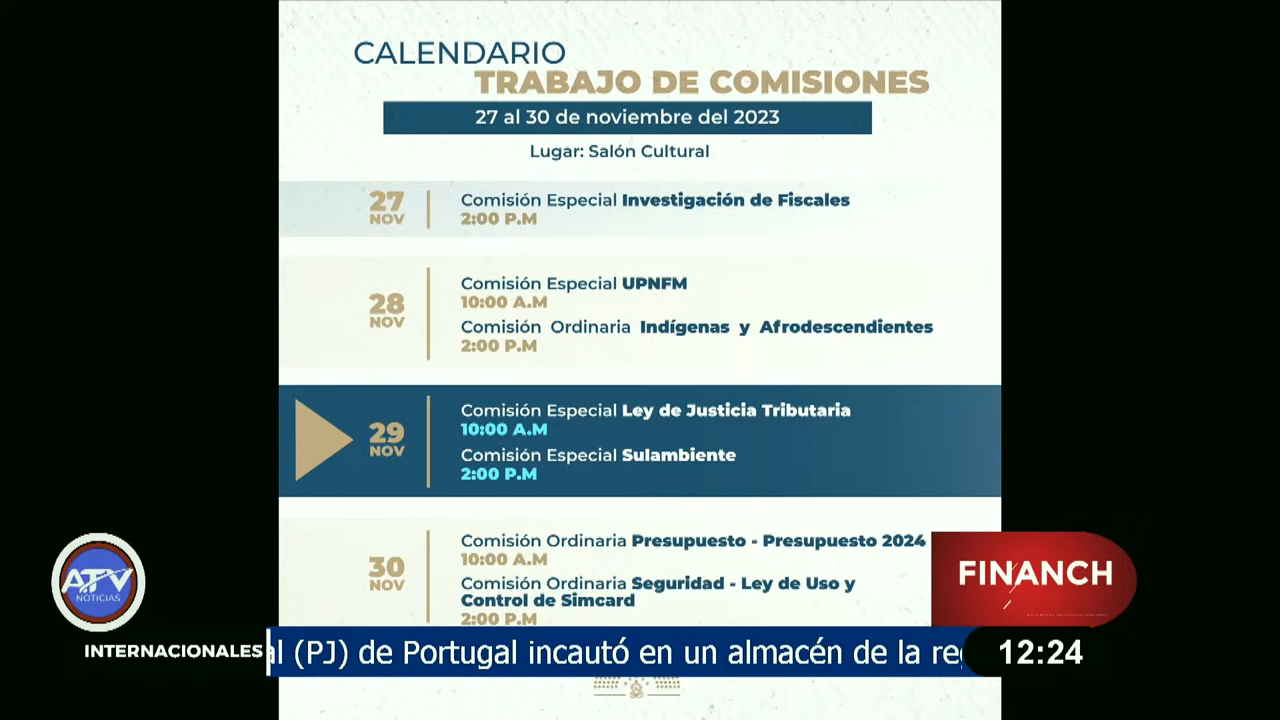 CALENDARIO
TRABAJO DE COMISIONES
27 al 30 de noviembre del 2023
Lugar: Salón Cultural
27
NOV
Comisión Especial Investigación de Fiscales
2:00 P.M
28
NOV
Comisión Especial UPNFM
10:00 A.M
Comisión Ordinaria Indígenas y Afrodescendientes
2:00 P.M
29
NOV
Comisión Especial Ley de Justicia Tributaria
10:00 A.M
Comisión Especial Sulambiente
2:00 P.M
30
NOV
Comisión Ordinaria Presupuesto - Presupuesto 2024
10:00 A.M
Comisión Ordinaria Seguridad - Ley de Uso y
Control de Simcard
2:00 P.M
ATV
NOTICIAS
FINANCH
INTERNACIONALES
al (PJ) de Portugal incautó en un almacén de la re
12:24